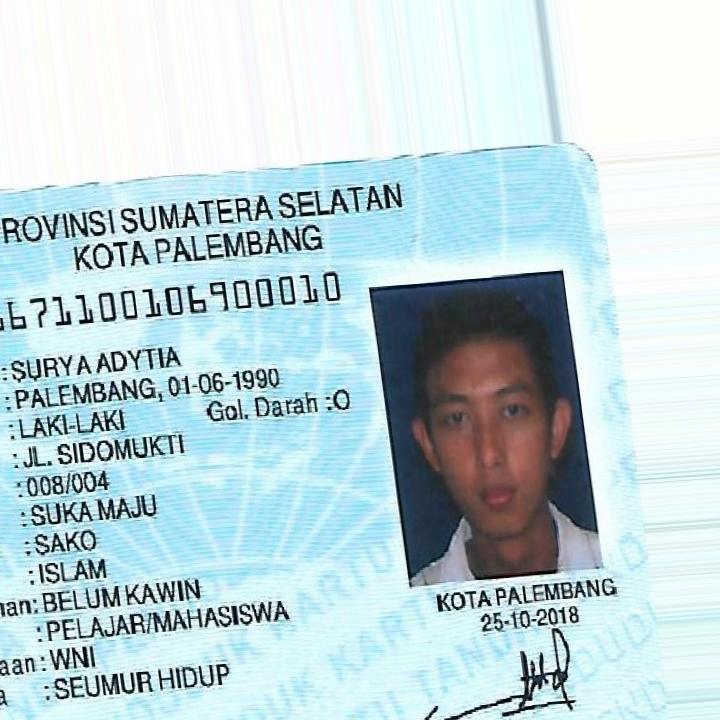 ROVINSI SUMATERA SELATAN
KOTA PALEMBANG
671100106900010
:SURYA ADYTIA
:PALEMBANG, 01-06-1990
:LAKI-LAKI Gol. Darah :O
:JL. SIDOMUKTI
:008/004
:SUKA MAJU
:SAKO
:ISLAM
nan:BELUM KAWIN
:PELAJAR/MAHASISWA
aan:WNI
a :SEUMUR HIDUP
KOTA PALEMBANG
25-10-2018